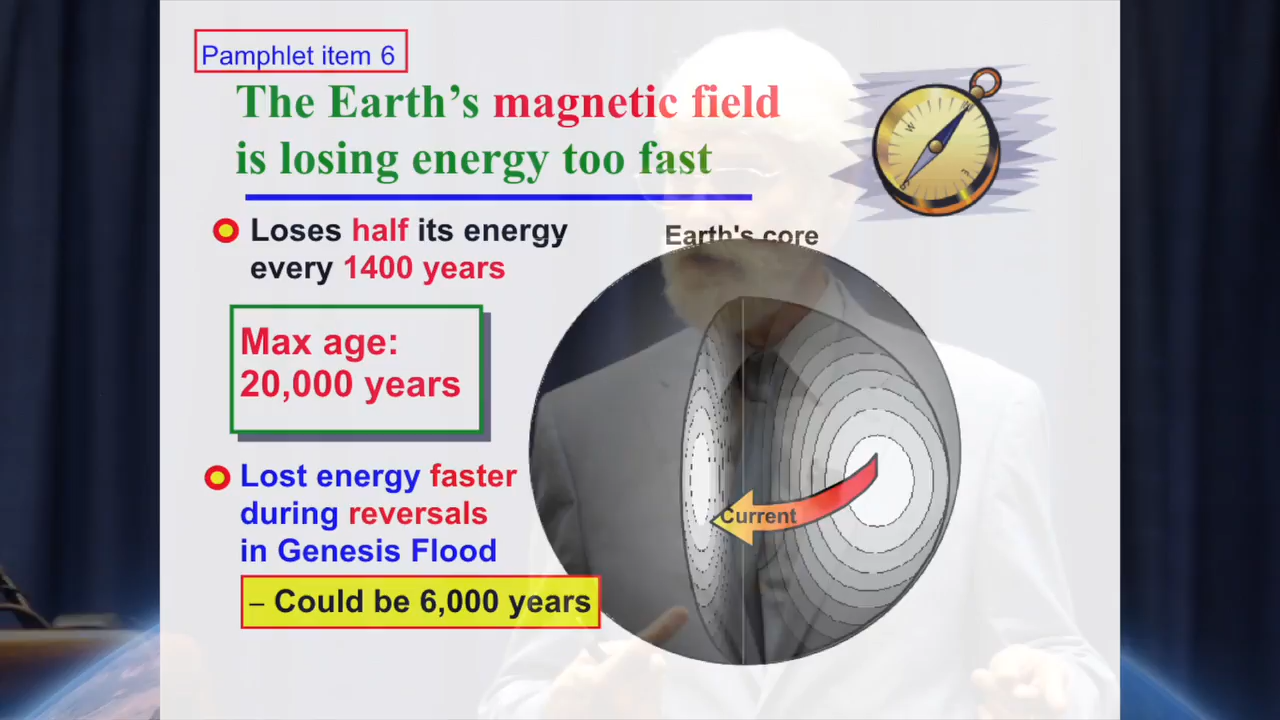 Pamphlet item 6
The Earth's magnetic field
is losing energy too fast
Loses half its energy
every 1400 years
Earth's core
Max age:
20,000 years
Lost energy faster
during reversals
in Genesis Flood
– Could be 6,000 years
Current
N
W
E
S